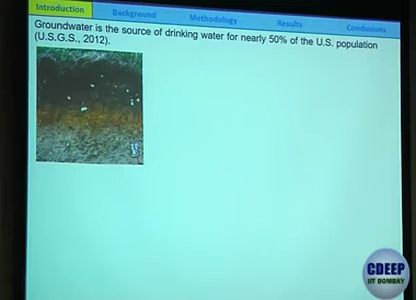 Introduction
Background
Methodology
Results
Conclusions
Groundwater is the source of drinking water for nearly 50% of the U.S. population
(U.S.G.S., 2012).
CDEEP
IIT BOMBAY